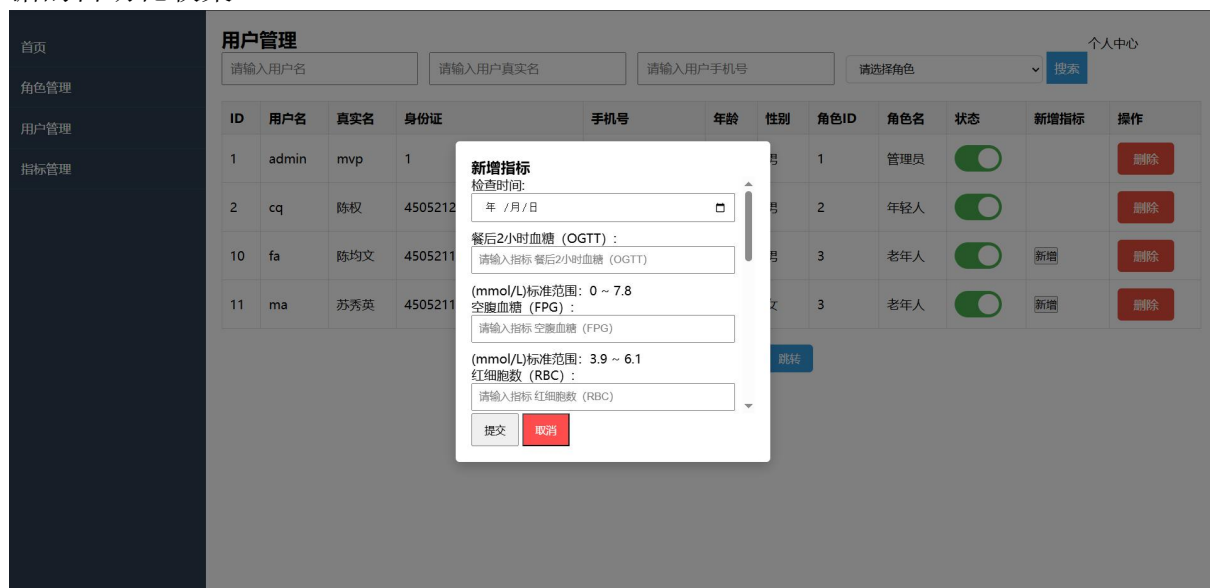 首页
角色管理
用户管理
指标管理
用户管理
个人中心
请输入用户名 请输入用户真实名 请输入用户手机号 请选择角色 搜索
ID 用户名 真实名 身份证 手机号 年龄 性别 角色ID 角色名 状态 新增指标 操作
1 admin mvp 1 男 1 管理员 删除
2 cq 陈权 4505212 男 2 年轻人 删除
10 fa 陈均文 4505211 男 3 老年人 新增 删除
11 ma 苏秀英 4505211 女 3 老年人 新增 删除
跳转
新增指标
检查时间:
年 /月/日
餐后2小时血糖（OGTT）:
请输入指标 餐后2小时血糖（OGTT）
(mmol/L)标准范围: 0 ~ 7.8
空腹血糖（FPG）:
请输入指标 空腹血糖（FPG）
(mmol/L)标准范围: 3.9 ~ 6.1
红细胞数（RBC）:
请输入指标 红细胞数（RBC）
提交 取消